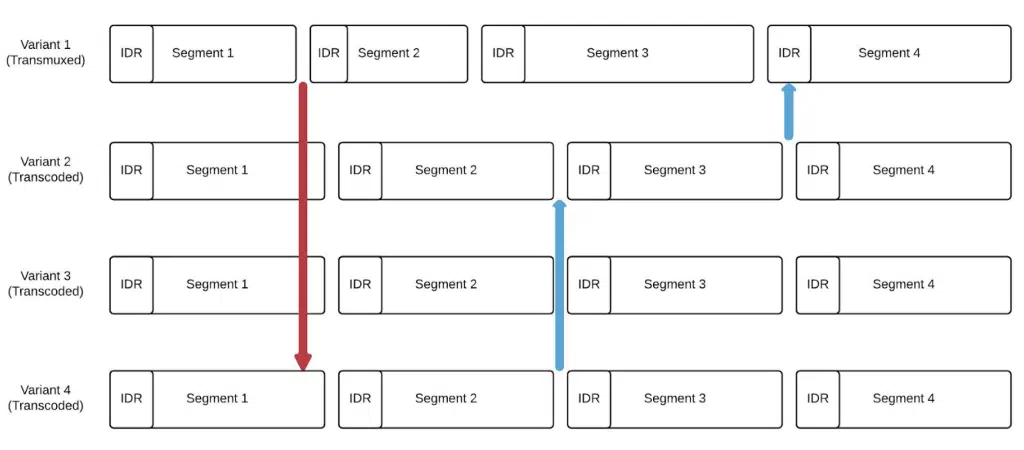 Variant 1
(Transmuxed)
IDR Segment 1 IDR Segment 2 IDR Segment 3 IDR Segment 4
Variant 2
(Transcoded)
IDR Segment 1 IDR Segment 2 IDR Segment 3 IDR Segment 4
Variant 3
(Transcoded)
IDR Segment 1 IDR Segment 2 IDR Segment 3 IDR Segment 4
Variant 4
(Transcoded)
IDR Segment 1 IDR Segment 2 IDR Segment 3 IDR Segment 4